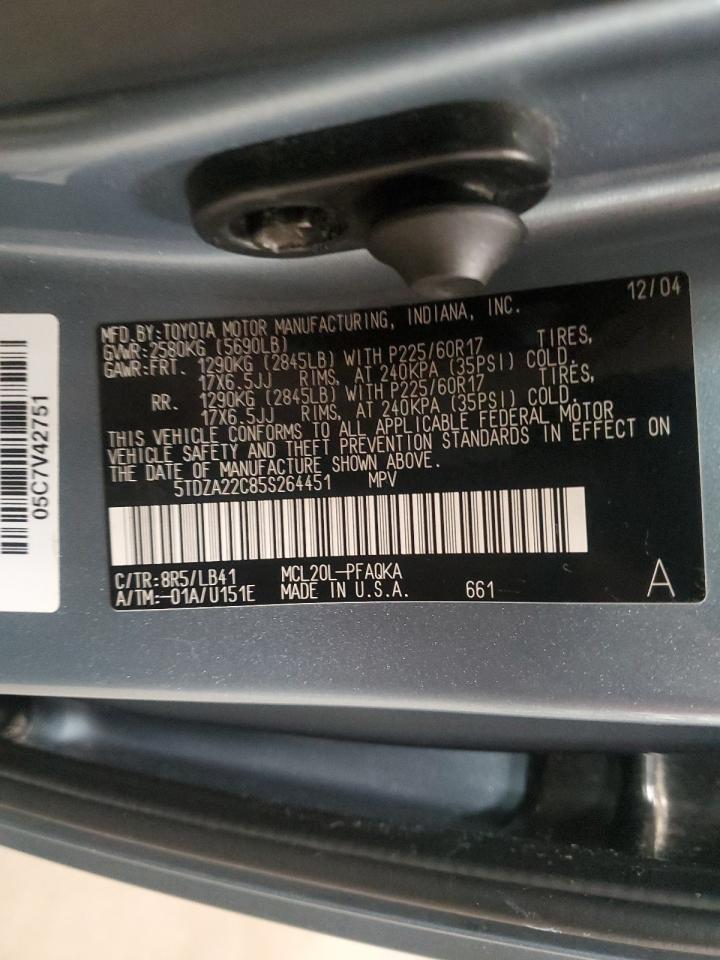 05C7V42751
12/04
MFD.BY:TOYOTA MOTOR MANUFACTURING, INDIANA, INC.
GVWR:2580KG (5690LB)
GAWR:FRT. 1290KG (2845LB) WITH P225/60R17 TIRES,
17X6.5JJ RIMS, AT 240KPA (35PSI) COLD.
RR. 1290KG (2845LB) WITH P225/60R17 TIRES,
17X6.5JJ RIMS, AT 240KPA (35PSI) COLD.
THIS VEHICLE CONFORMS TO ALL APPLICABLE FEDERAL MOTOR
VEHICLE SAFETY AND THEFT PREVENTION STANDARDS IN EFFECT ON
THE DATE OF MANUFACTURE SHOWN ABOVE.
5TDZA22C85S264451 MPV
C/TR:8R5/LB41 MCL20L-PFAQKA
A/TM:-01A/U151E MADE IN U.S.A. 661 A